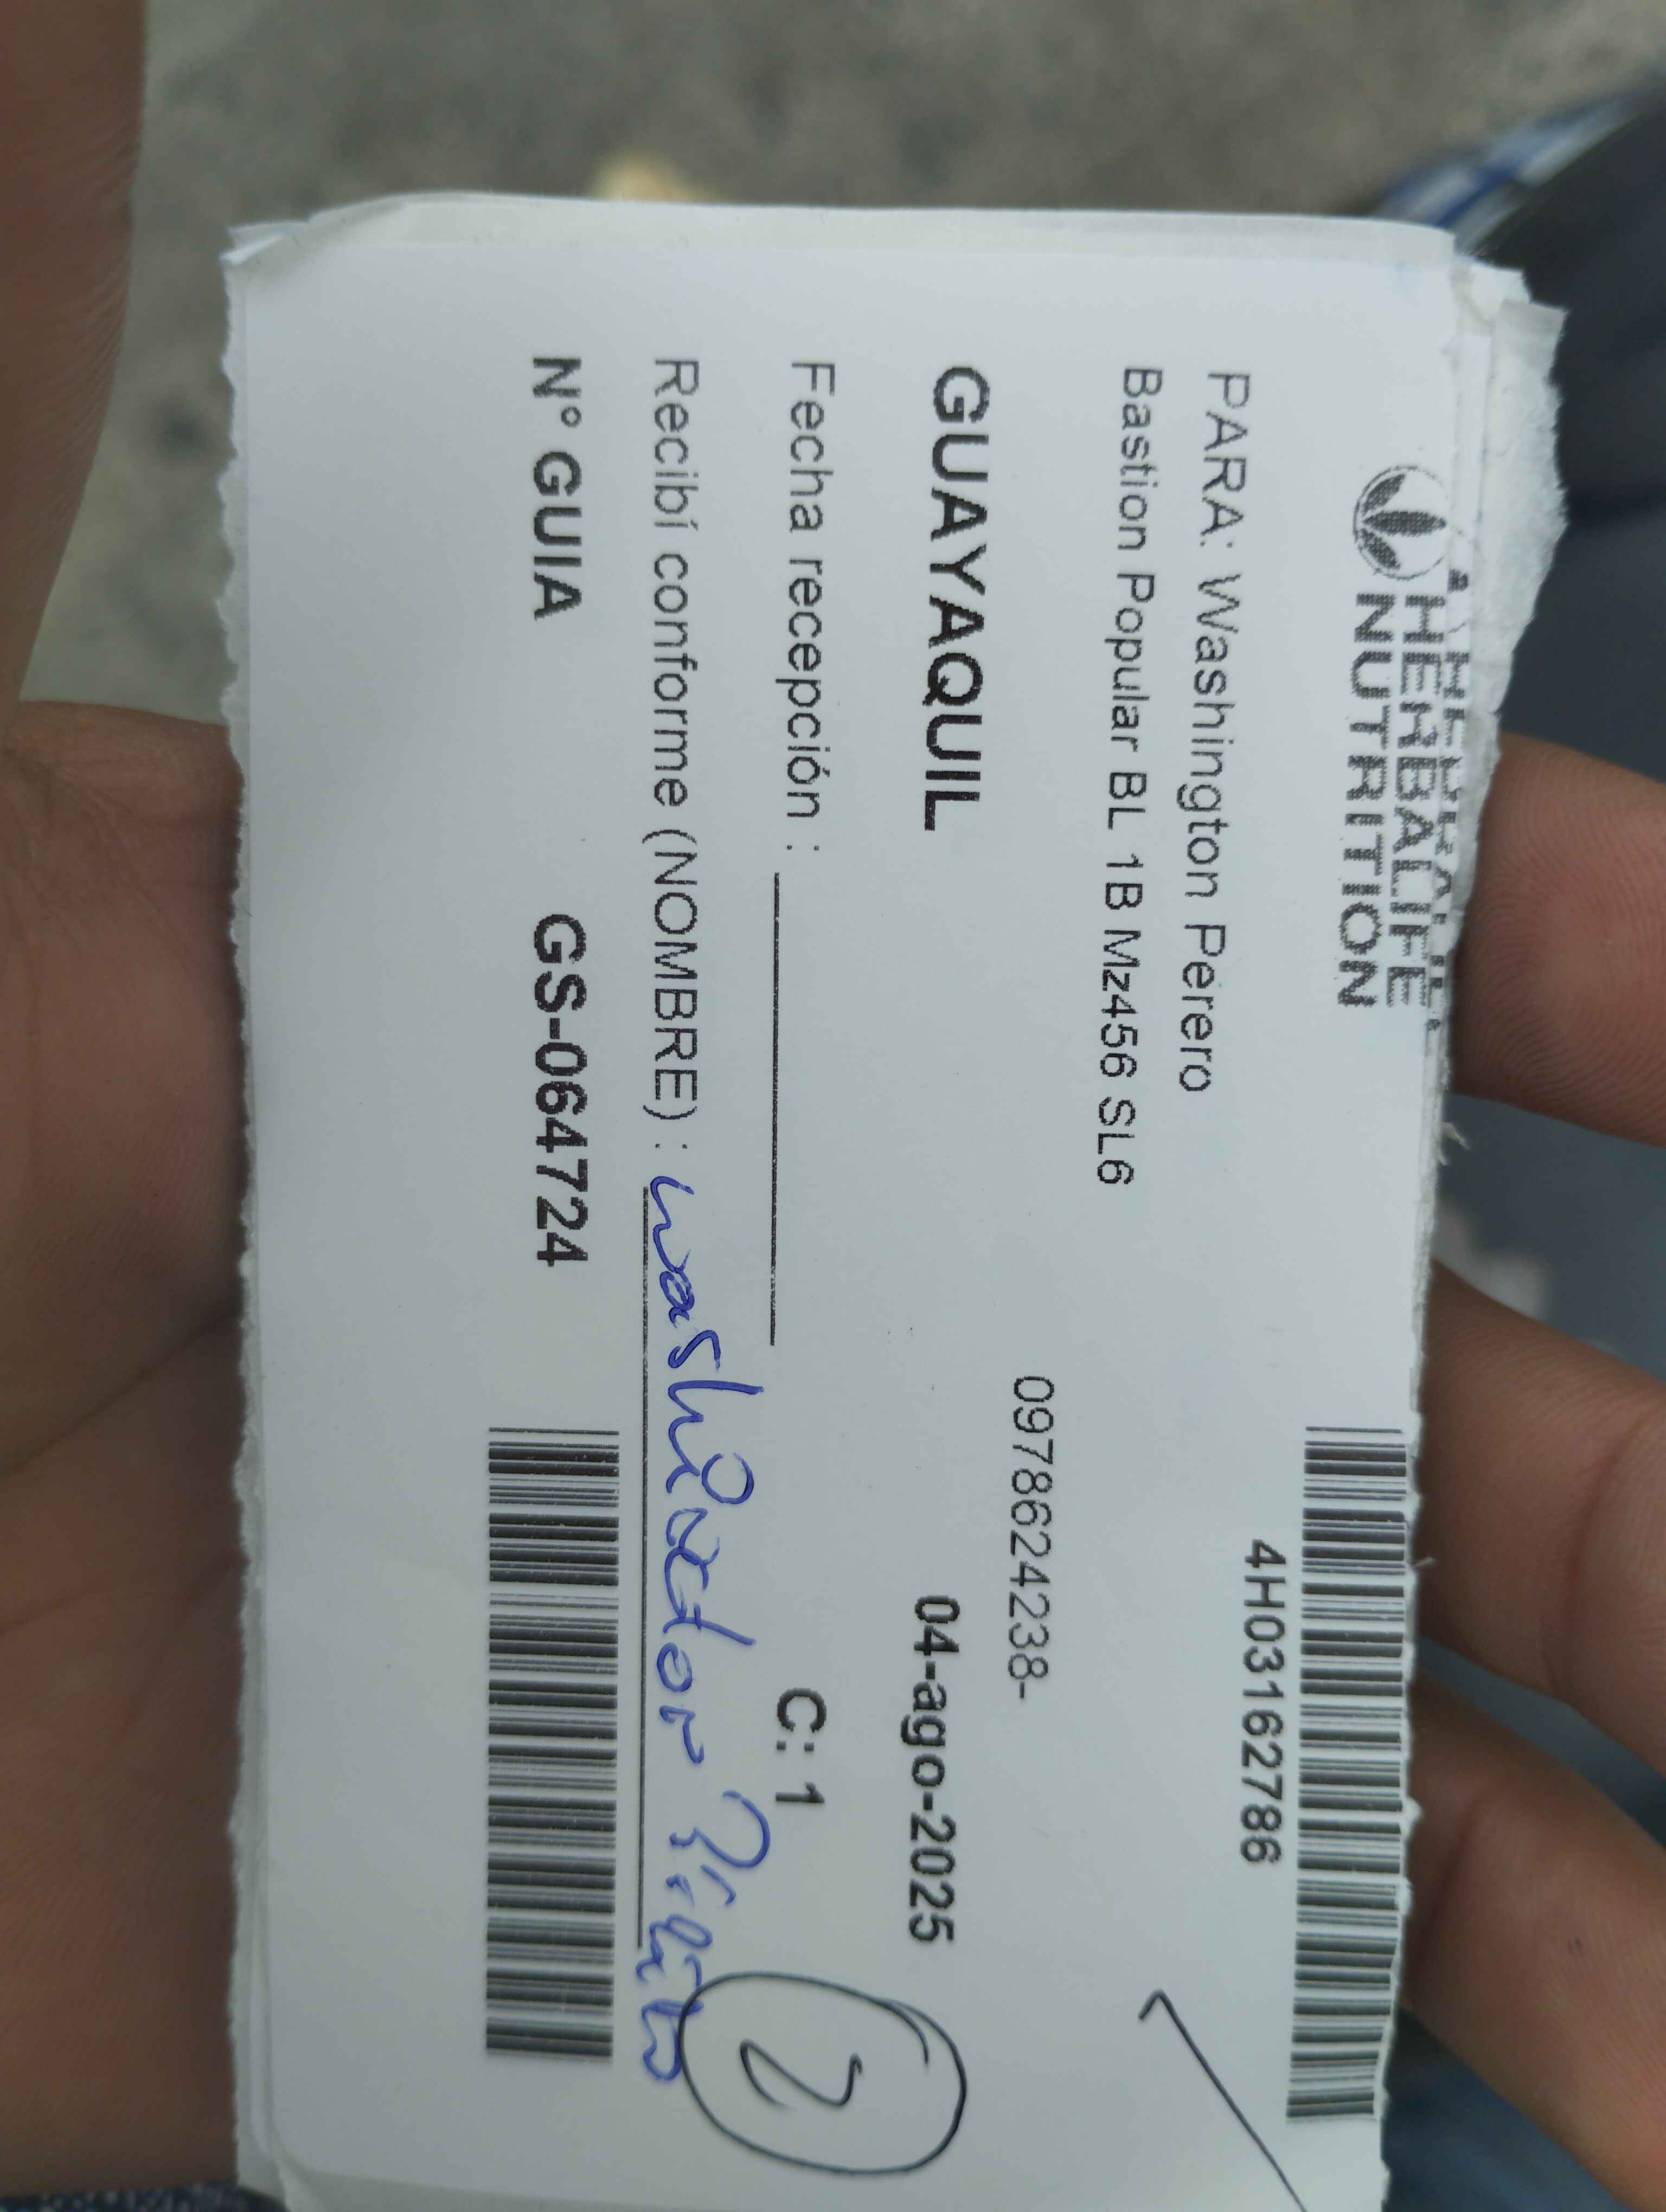 HERBALIFE
NUTRITION
4H03162786
PARA: Washington Perero
Bastion Popular BL 1B Mz456 SL6
0978624238-
GUAYAQUIL
04-ago-2025
Fecha recepción :
C: 1
Recibí conforme (NOMBRE) :
2
N° GUIA GS-064724